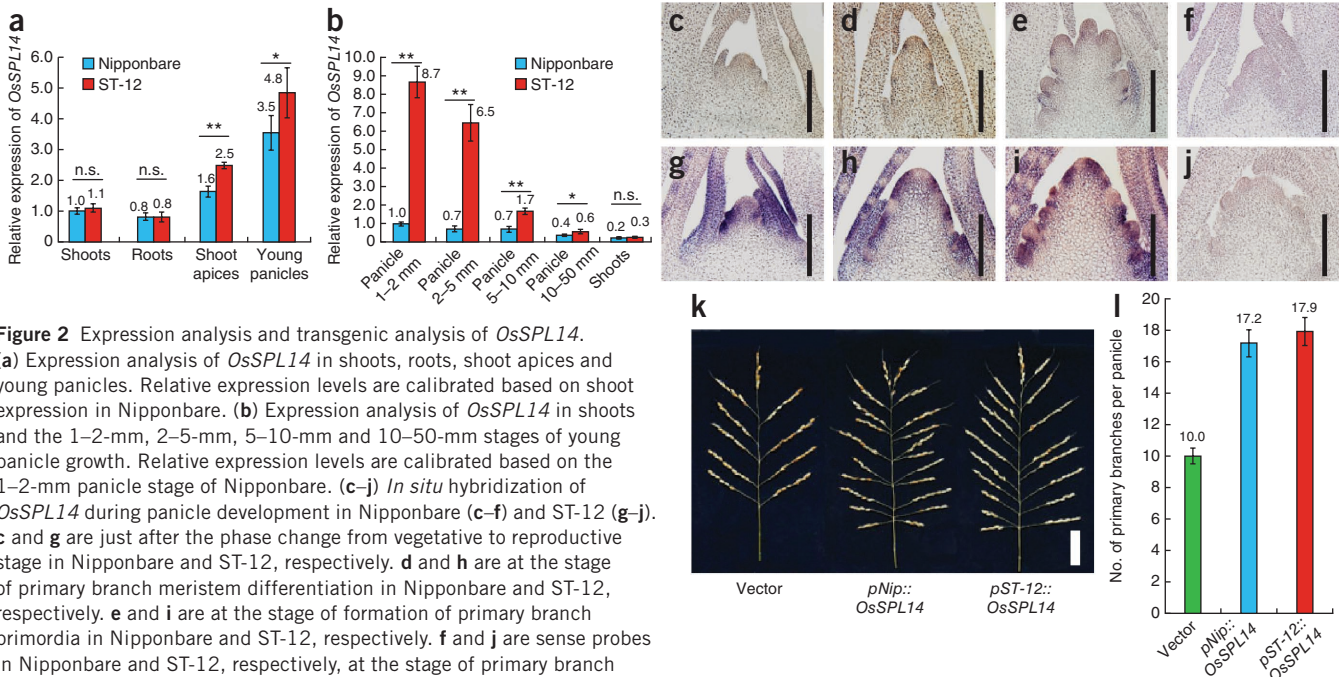 a
Relative expression of OsSPL14
6.0
5.0
4.0
3.0
2.0
1.0
0
Nipponbare
ST-12
n.s.
1.0
1.1
n.s.
0.8
0.8
**
1.6
2.5
*
3.5
4.8
Shoots
Roots
Shoot
apices
Young
panicles
b
Relative expression of OsSPL14
10.0
9.0
8.0
7.0
6.0
5.0
4.0
3.0
2.0
1.0
0
Nipponbare
ST-12
**
1.0
8.7
**
0.7
6.5
**
0.7
1.7
*
0.4
0.6
n.s.
0.2
0.3
Panicle
1–2 mm
Panicle
2–5 mm
Panicle
5–10 mm
Panicle
10–50 mm
Shoots
c
d
e
f
g
h
i
j
Figure 2 Expression analysis and transgenic analysis of OsSPL14.
(a) Expression analysis of OsSPL14 in shoots, roots, shoot apices and
young panicles. Relative expression levels are calibrated based on shoot
expression in Nipponbare. (b) Expression analysis of OsSPL14 in shoots
and the 1–2-mm, 2–5-mm, 5–10-mm and 10–50-mm stages of young
panicle growth. Relative expression levels are calibrated based on the
1–2-mm panicle stage of Nipponbare. (c–j) In situ hybridization of
OsSPL14 during panicle development in Nipponbare (c–f) and ST-12 (g–j).
c and g are just after the phase change from vegetative to reproductive
stage in Nipponbare and ST-12, respectively. d and h are at the stage
of primary branch meristem differentiation in Nipponbare and ST-12,
respectively. e and i are at the stage of formation of primary branch
primordia in Nipponbare and ST-12, respectively. f and j are sense probes
in Nipponbare and ST-12, respectively, at the stage of primary branch
k
Vector
pNip::
OsSPL14
pST-12::
OsSPL14
l
No. of primary branches per panicle
20
18
16
14
12
10
8
6
4
2
0
10.0
17.2
17.9
Vector
pNip::
OsSPL14
pST-12::
OsSPL14